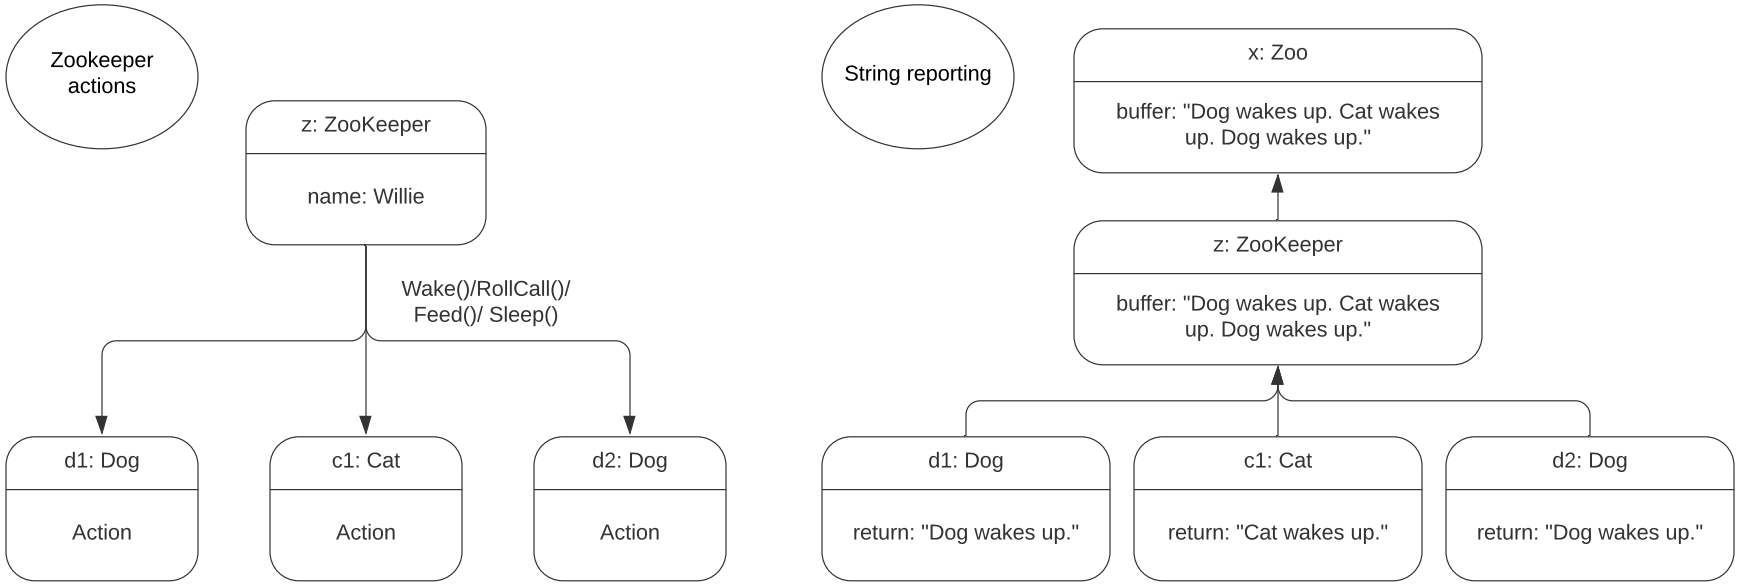 Zookeeper
actions
z: ZooKeeper
name: Willie
Wake()/RollCall()/
Feed()/ Sleep()
d1: Dog
Action
c1: Cat
Action
d2: Dog
Action
String reporting
x: Zoo
buffer: "Dog wakes up. Cat wakes
up. Dog wakes up."
z: ZooKeeper
buffer: "Dog wakes up. Cat wakes
up. Dog wakes up."
d1: Dog
return: "Dog wakes up."
c1: Cat
return: "Cat wakes up."
d2: Dog
return: "Dog wakes up."